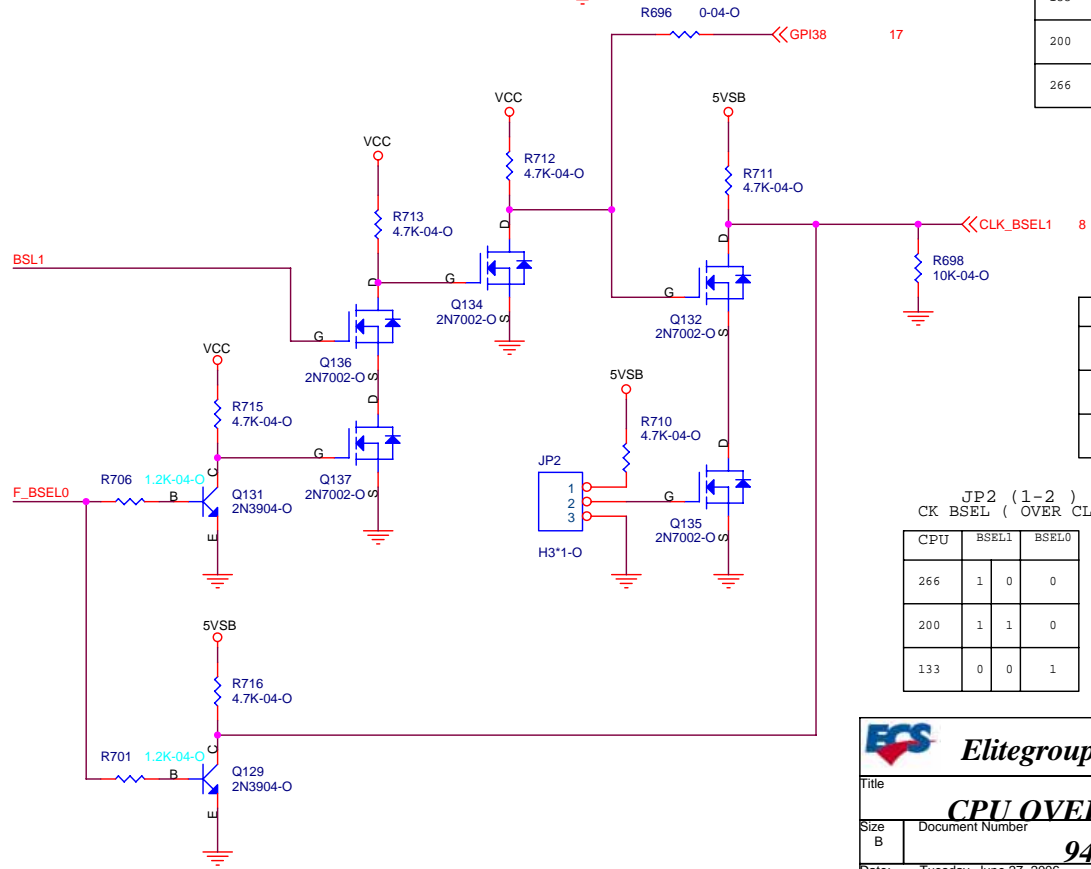 R696 0-04-O
GPI38 17
200
266
VCC
R712
4.7K-04-O
5VSB
R711
4.7K-04-O
VCC
R713
4.7K-04-O
D
D
D
CLK_BSEL1 8
R698
10K-04-O
BSL1
G
Q134
2N7002-O
S
G
Q132
2N7002-O
S
G
Q136
2N7002-O
S
VCC
R715
4.7K-04-O
D
G
Q137
2N7002-O
S
5VSB
R710
4.7K-04-O
JP2
1
2
3
H3*1-O
D
G
Q135
2N7002-O
S
F_BSEL0
R706 1.2K-04-O
B
C
Q131
2N3904-O
E
5VSB
R716
4.7K-04-O
R701 1.2K-04-O
B
C
Q129
2N3904-O
E
JP2 (1-2 )
CK BSEL ( OVER CL
CPU BSEL1 BSEL0
266 1 0 0
200 1 1 0
133 0 0 1
ECS Elitegroup
Title
CPU OVE
Size
B
Document Number
94